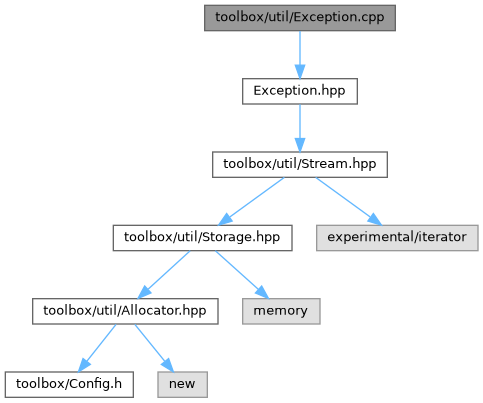 toolbox/util/Exception.cpp
Exception.hpp
toolbox/util/Stream.hpp
toolbox/util/Storage.hpp
experimental/iterator
toolbox/util/Allocator.hpp
memory
toolbox/Config.h
new